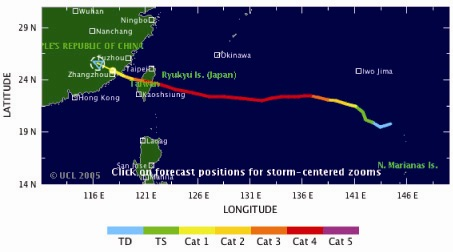 31 N
Wuhan
Ningbo
Nanchang
PLE'S REPUBLIC OF CHINA
Okinawa
Fuzhou
Taipei
Iwo Jima
Zhangzhou
Ryukyu Is. (Japan)
24 N
Taiwan
Hong Kong
Kaoshsiung
LATITUDE
19 N
Laoag
N. Marianas Is.
San Jose
Click on forecast positions for storm-centered zooms
© UCL 2005
Manila
14 N
116 E 121 E 126 E 131 E 136 E 141 E 146 E
LONGITUDE
TD TS Cat 1 Cat 2 Cat 3 Cat 4 Cat 5